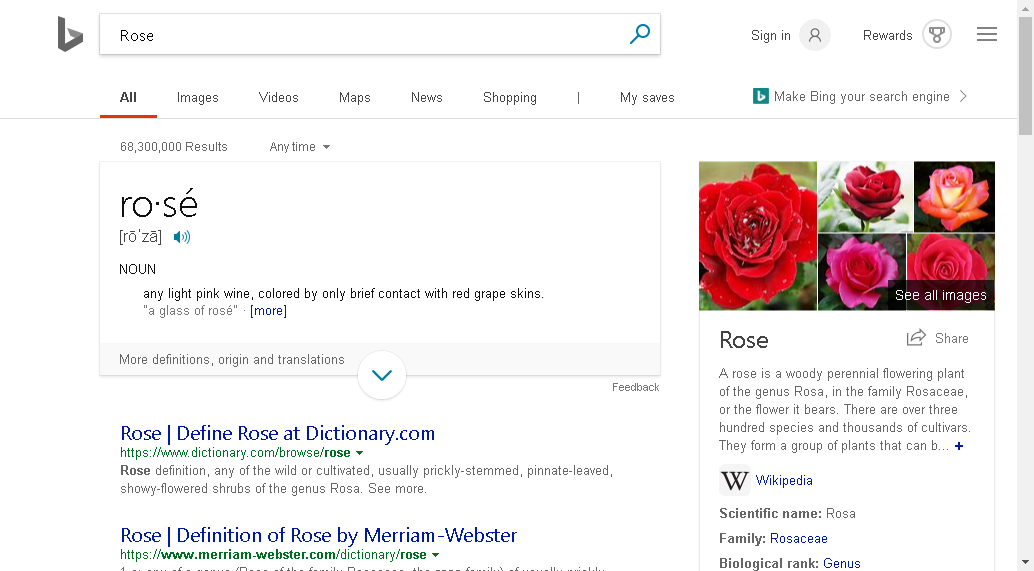 Rose
Sign in
Rewards
All
Images
Videos
Maps
News
Shopping
|
My saves
Make Bing your search engine
68,300,000 Results
Any time
ro·sé
[rōˈzā]
NOUN
any light pink wine, colored by only brief contact with red grape skins.
"a glass of rosé" · [more]
More definitions, origin and translations
Feedback
Rose | Define Rose at Dictionary.com
https://www.dictionary.com/browse/rose
Rose definition, any of the wild or cultivated, usually prickly-stemmed, pinnate-leaved,
showy-flowered shrubs of the genus Rosa. See more.
Rose | Definition of Rose by Merriam-Webster
https://www.merriam-webster.com/dictionary/rose
See all images
Rose
Share
A rose is a woody perennial flowering plant
of the genus Rosa, in the family Rosaceae,
or the flower it bears. There are over three
hundred species and thousands of cultivars.
They form a group of plants that can b... +
W Wikipedia
Scientific name: Rosa
Family: Rosaceae
Biological rank: Genus